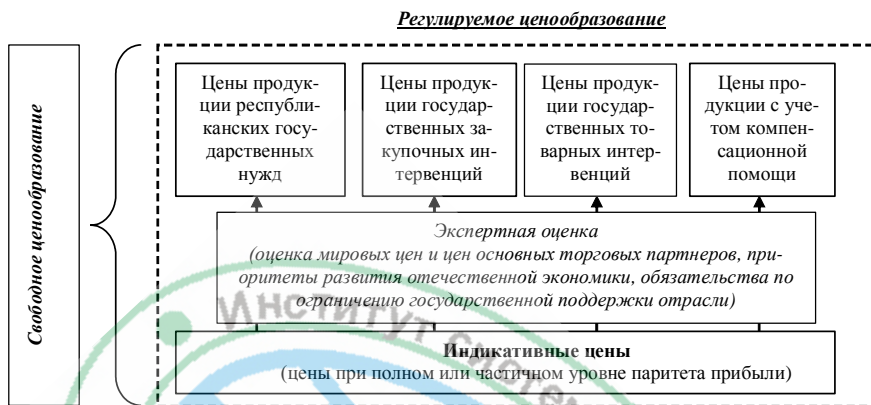 Регулируемое ценообразование
Свободное ценообразование
Цены продук-
ции республи-
канских госу-
дарственных
нужд
Цены продук-
ции государ-
ственных за-
купочных ин-
тервенций
Цены продук-
ции государ-
ственных то-
варных интер-
венций
Цены про-
дукции с уче-
том компен-
сационной
помощи
Экспертная оценка
(оценка мировых цен и цен основных торговых партнеров, при-
оритеты развития отечественной экономики, обязательства по
ограничению государственной поддержки отрасли)
Индикативные цены
(цены при полном или частичном уровне паритета прибыли)
Институт систем